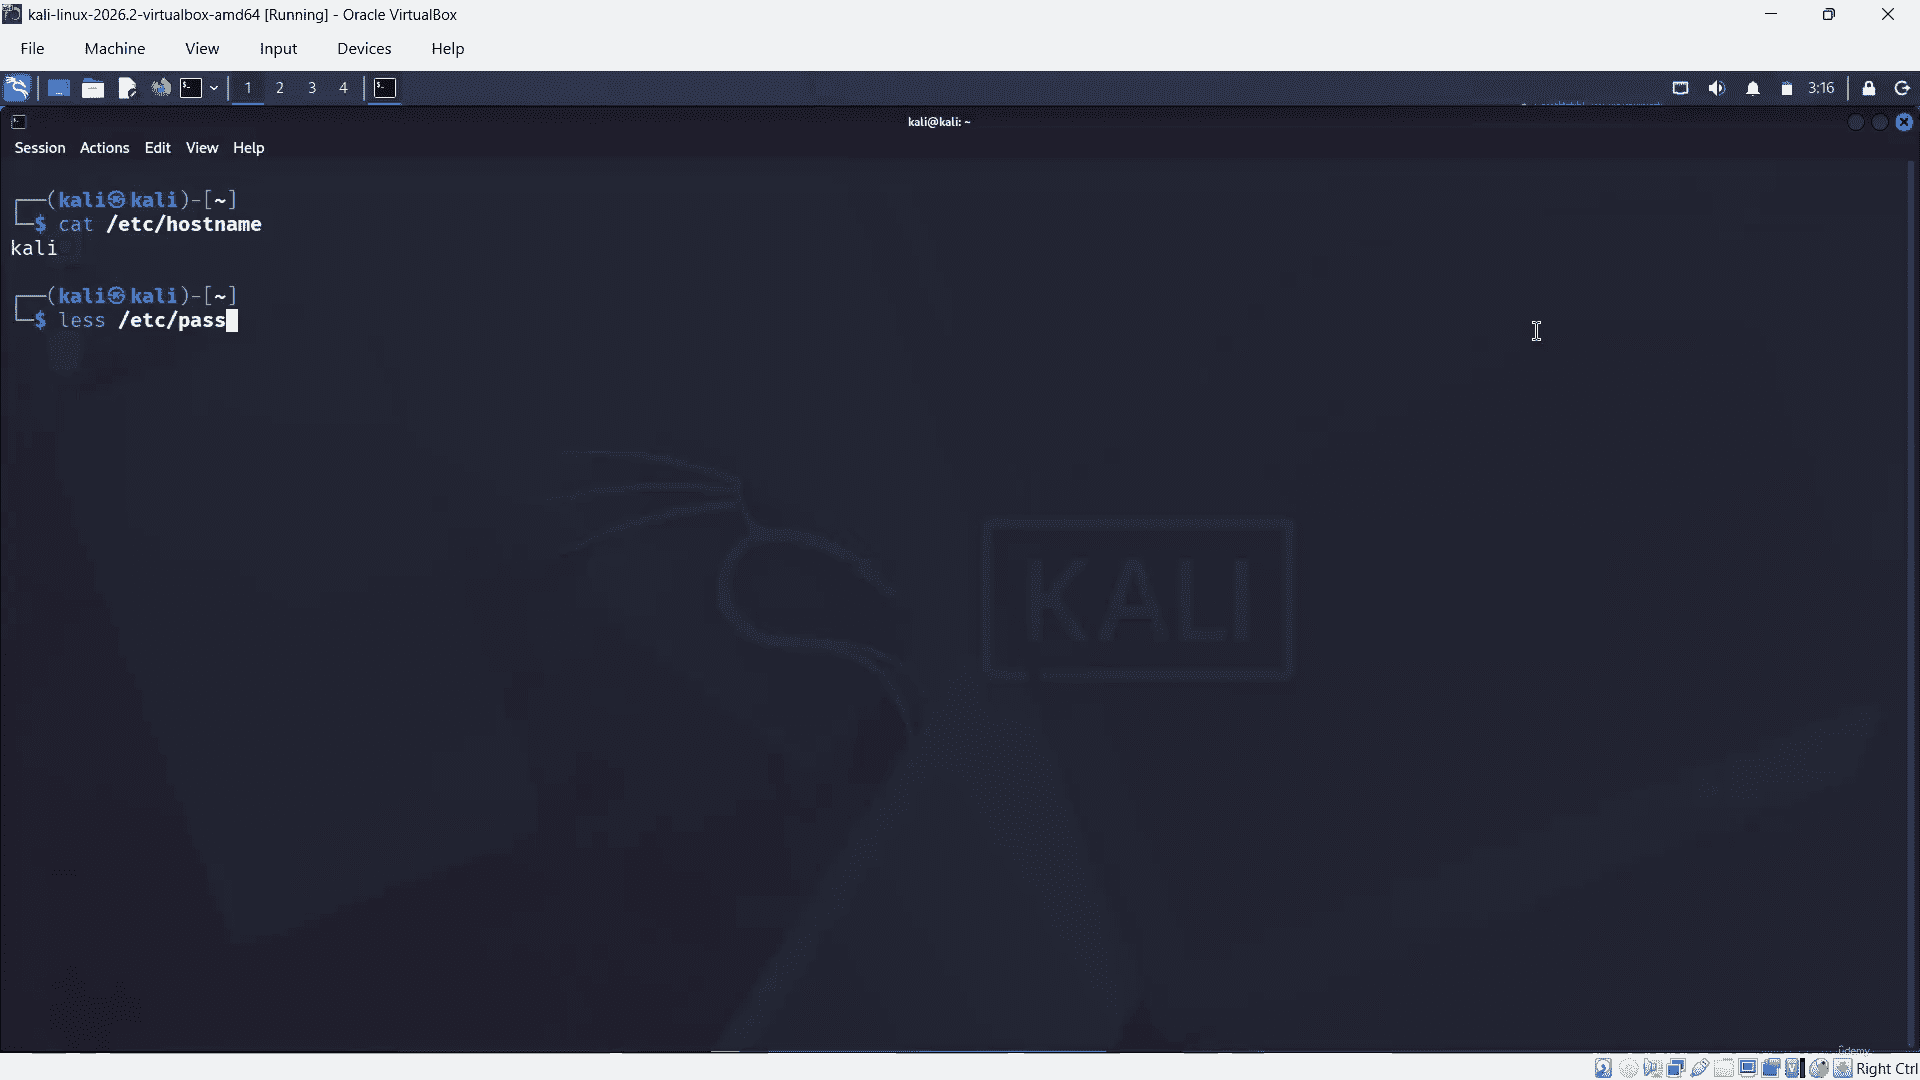 kali-linux-2026.2-virtualbox-amd64 [Running] - Oracle VirtualBox
File Machine View Input Devices Help
1 2 3 4 3:16
kali@kali: ~
Session Actions Edit View Help
┌──(kali㉿kali)-[~]
└─$ cat /etc/hostname
kali
┌──(kali㉿kali)-[~]
└─$ less /etc/pass
KALI
Udemy
Right Ctrl